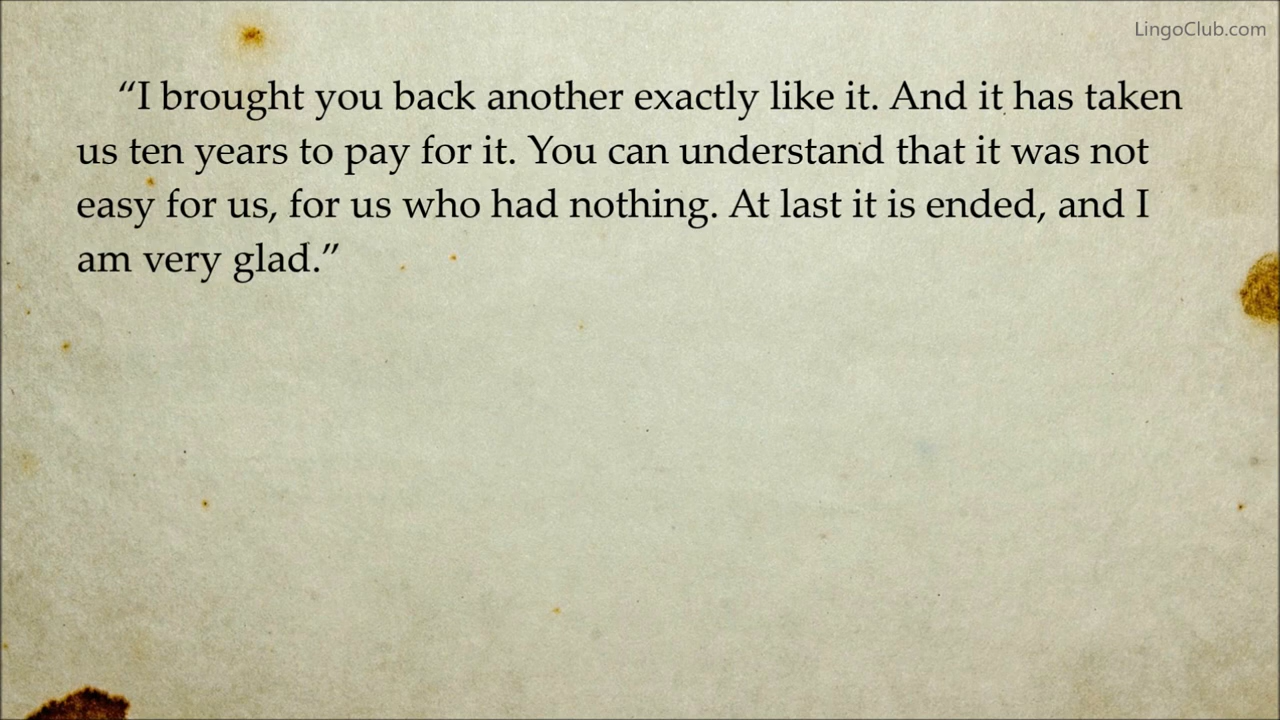 LingoClub.com
“I brought you back another exactly like it. And it has taken
us ten years to pay for it. You can understand that it was not
easy for us, for us who had nothing. At last it is ended, and I
am very glad.”